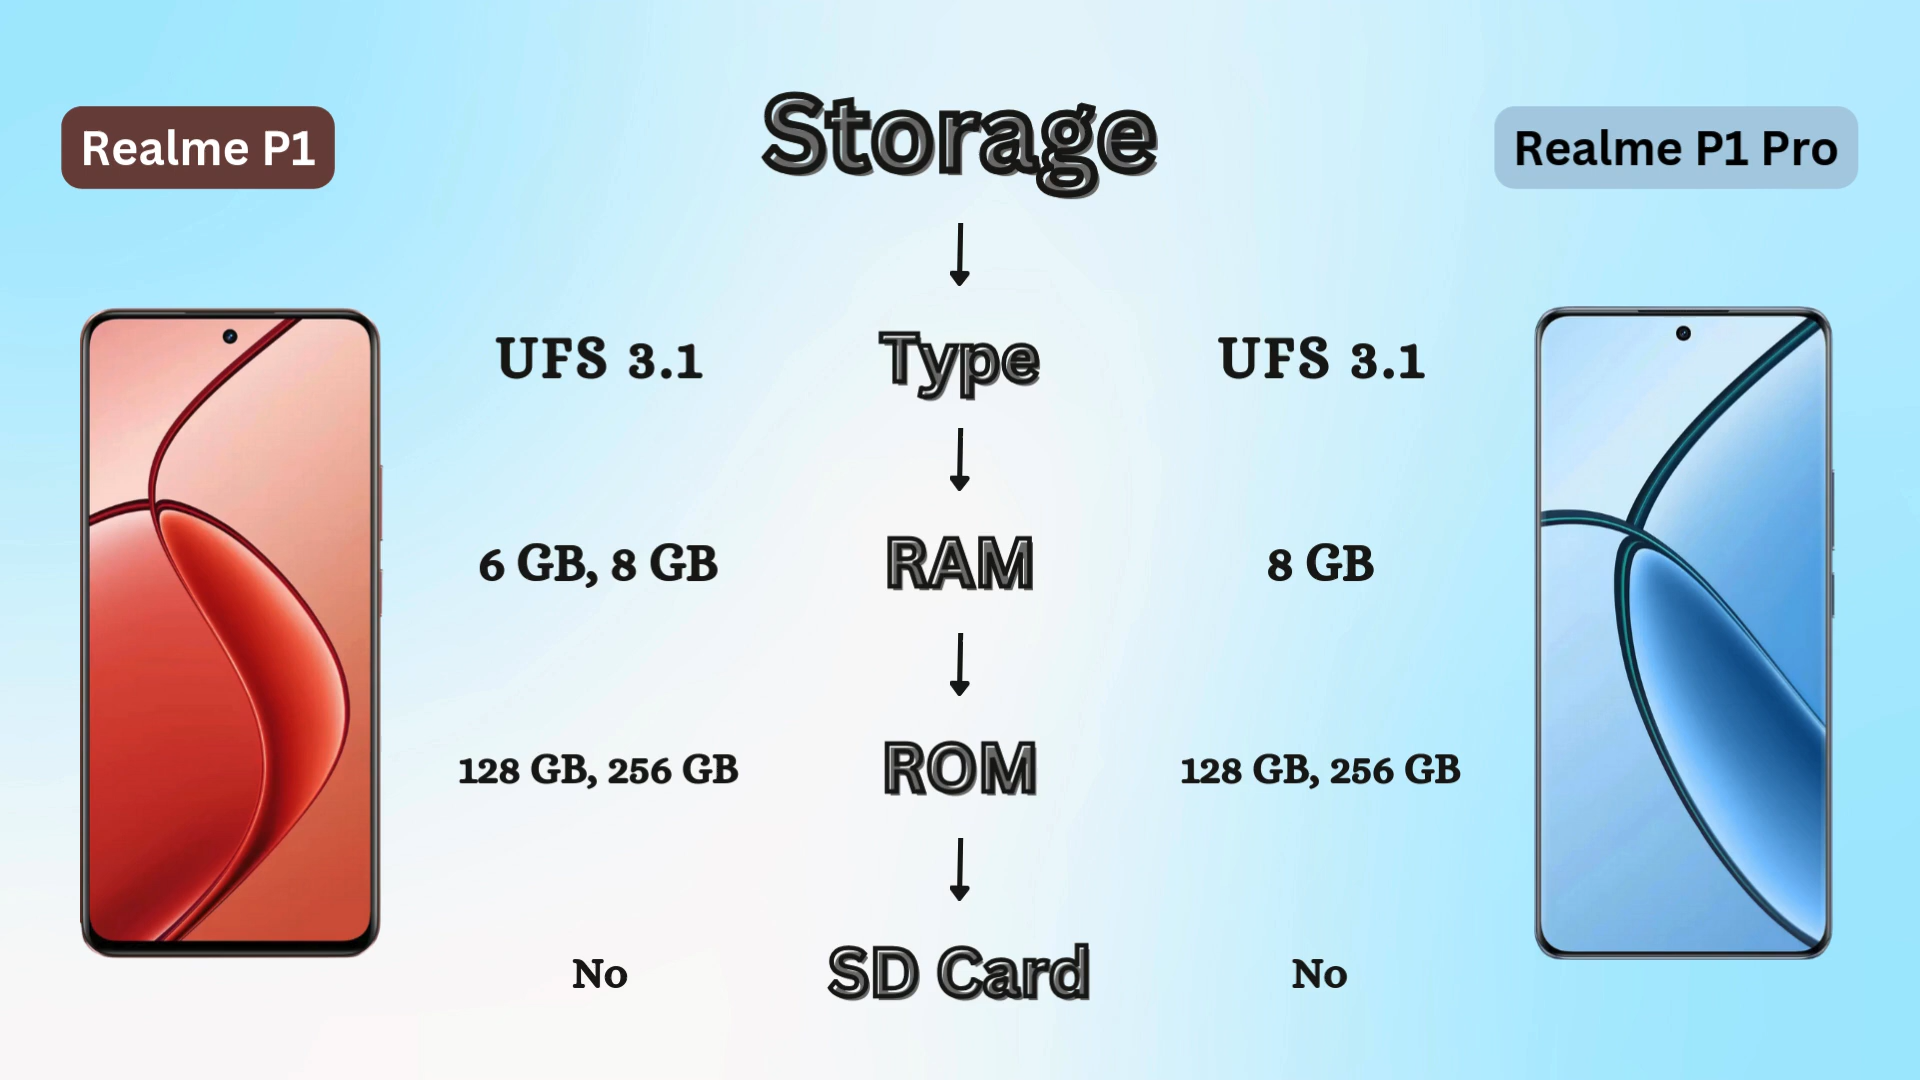 Realme P1
Storage
Realme P1 Pro
UFS 3.1
Type
UFS 3.1
6 GB, 8 GB
RAM
8 GB
128 GB, 256 GB
ROM
128 GB, 256 GB
No
SD Card
No